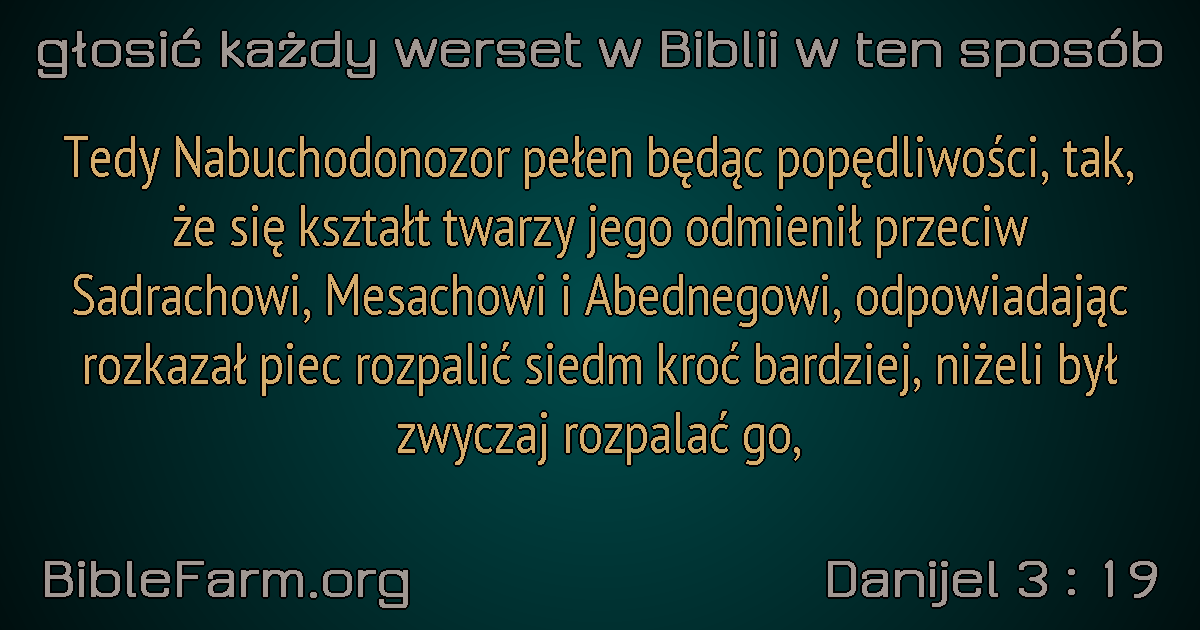 głosić każdy werset w Biblii w ten sposób
Tedy Nabuchodonozor pełen będąc popędliwości, tak,
że się kształt twarzy jego odmienił przeciw
Sadrachowi, Mesachowi i Abednegowi, odpowiadając
rozkazał piec rozpalić siedm kroć bardziej, niżeli był
zwyczaj rozpalać go,
BibleFarm.org
Danijel 3 : 19